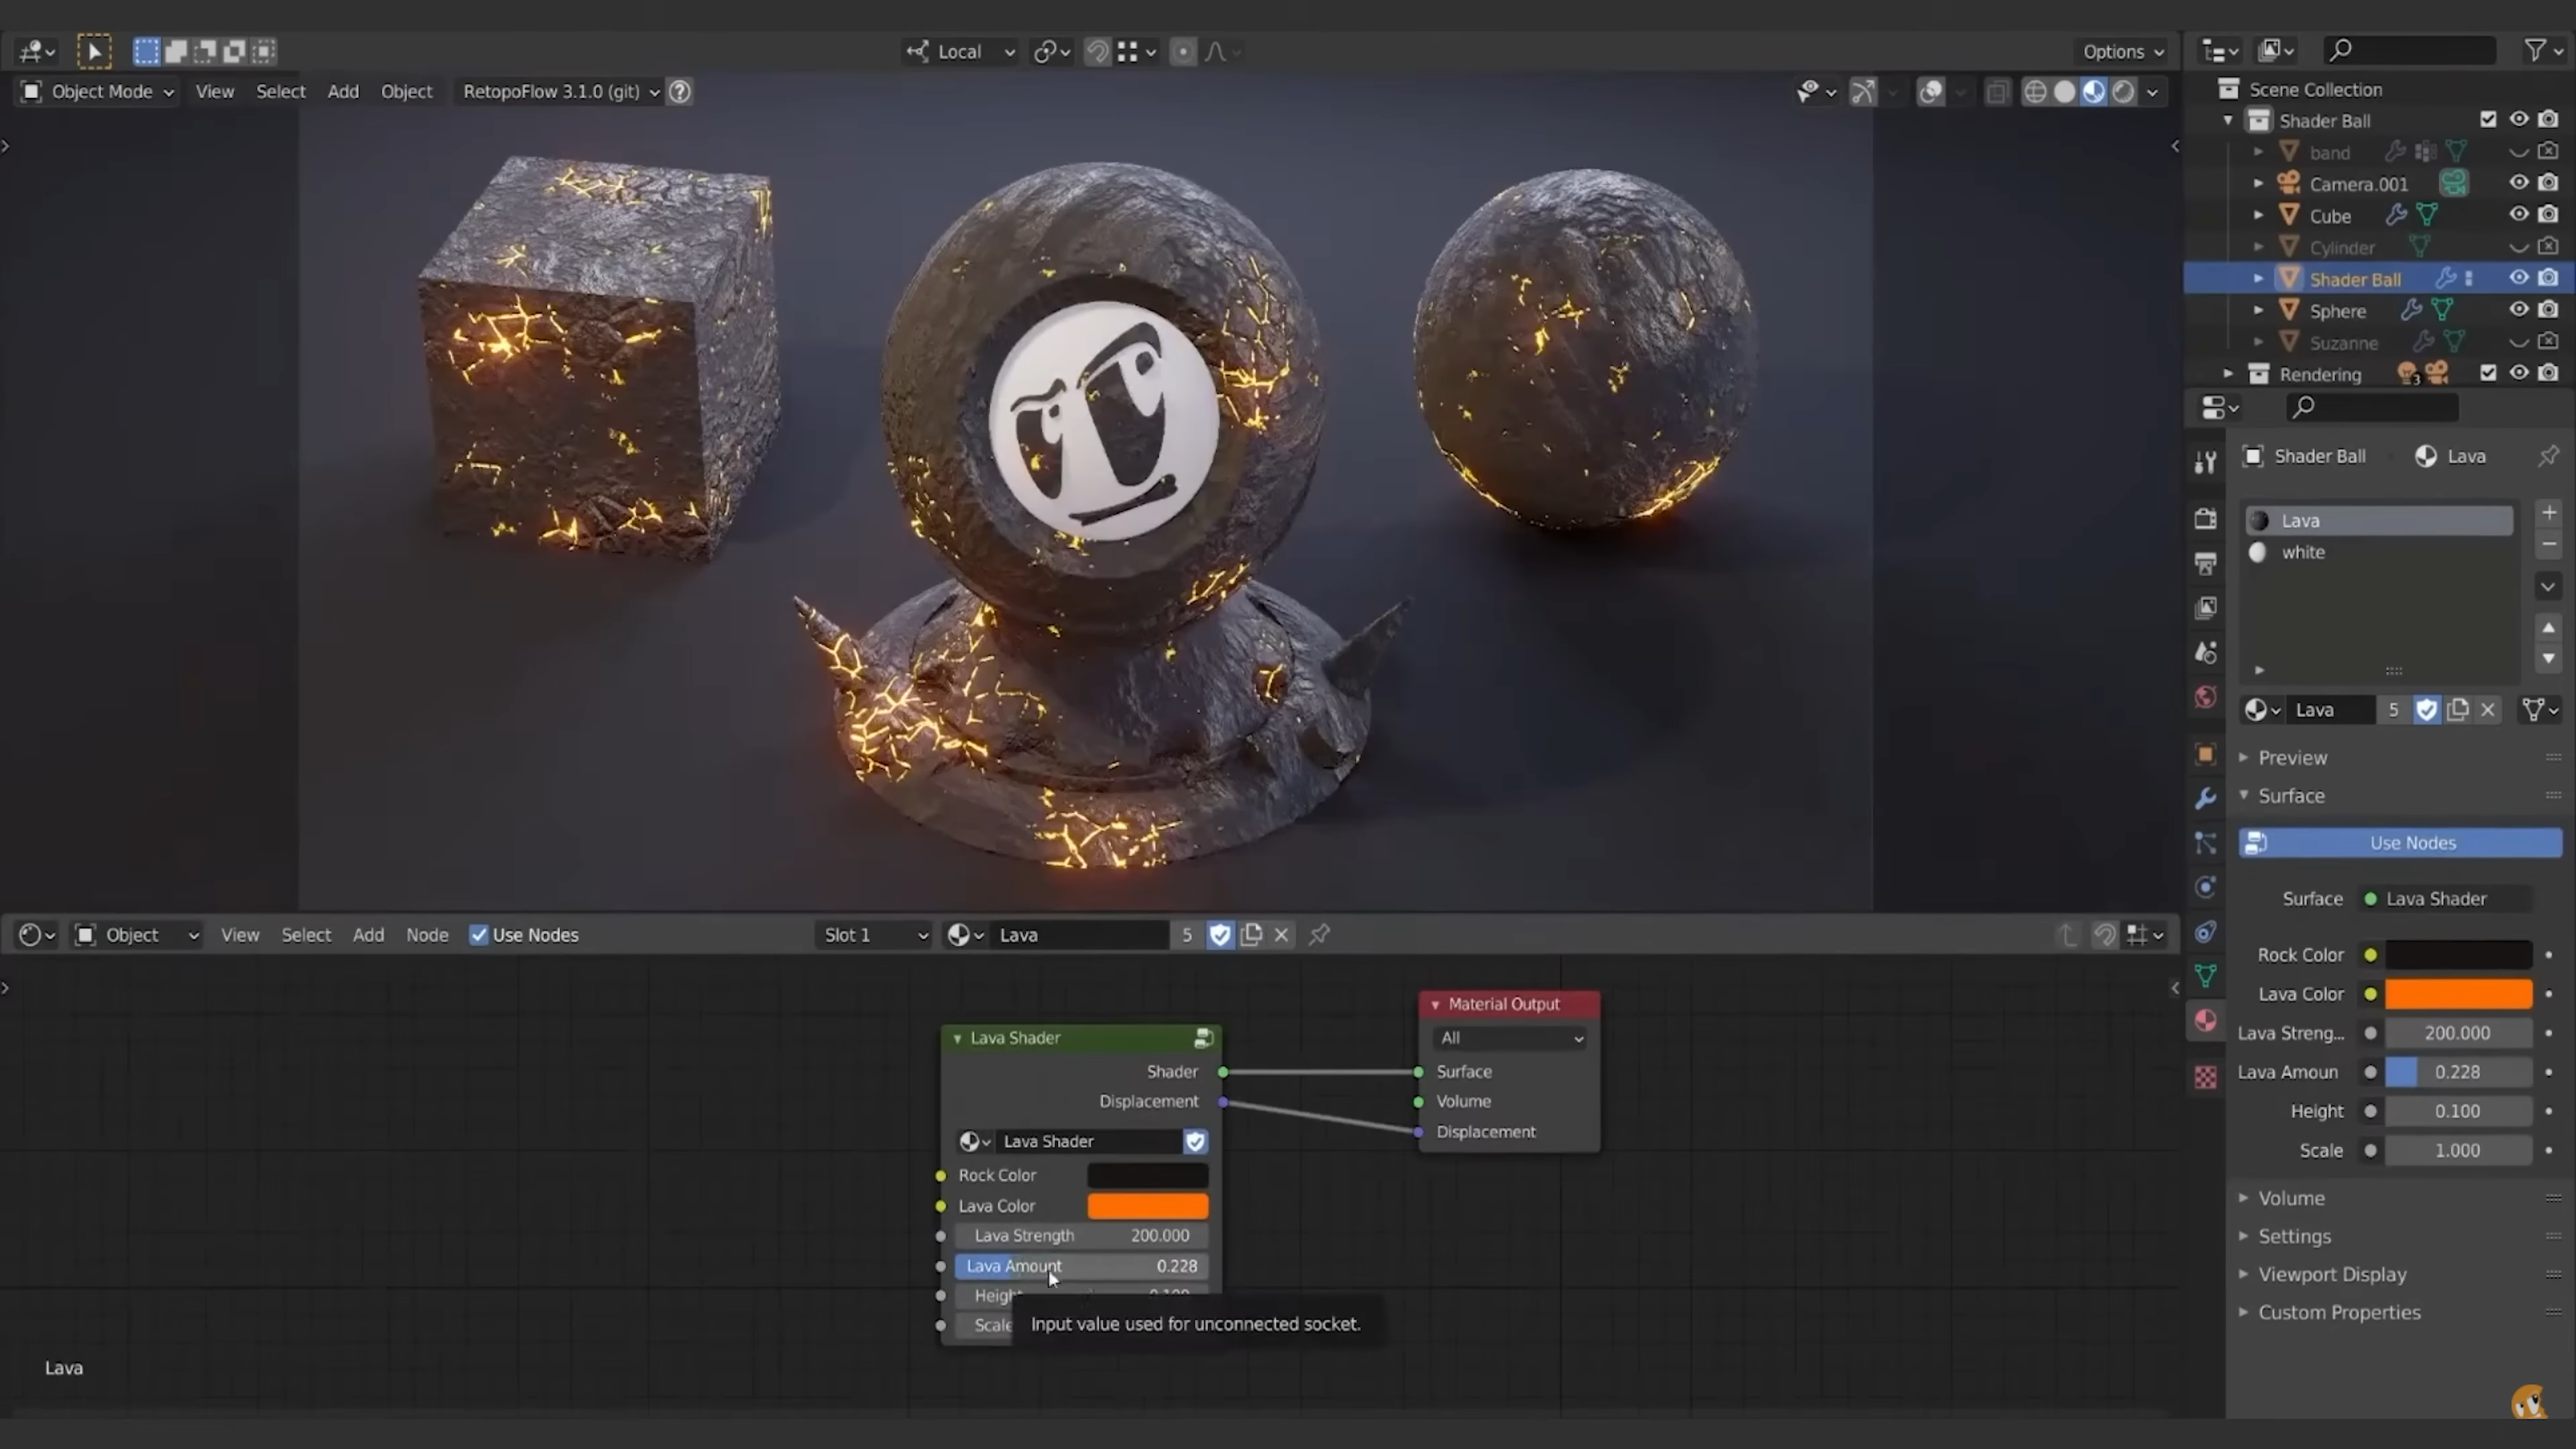 Local
Options
Object Mode
View
Select
Add
Object
RetopoFlow 3.1.0 (git)
Scene Collection
Shader Ball
band
Camera.001
Cube
Cylinder
Shader Ball
Sphere
Suzanne
Rendering
3
Shader Ball
Lava
Lava
white
Lava
5
Preview
Surface
Use Nodes
Surface
Lava Shader
Rock Color
Lava Color
Lava Streng...
200.000
Lava Amoun
0.228
Height
0.100
Scale
1.000
Volume
Settings
Viewport Display
Custom Properties
Object
View
Select
Add
Node
Use Nodes
Slot 1
Lava
5
Lava Shader
Shader
Displacement
Lava Shader
Rock Color
Lava Color
Lava Strength
200.000
Lava Amount
0.228
Scale
Input value used for unconnected socket.
Material Output
All
Surface
Volume
Displacement
Lava